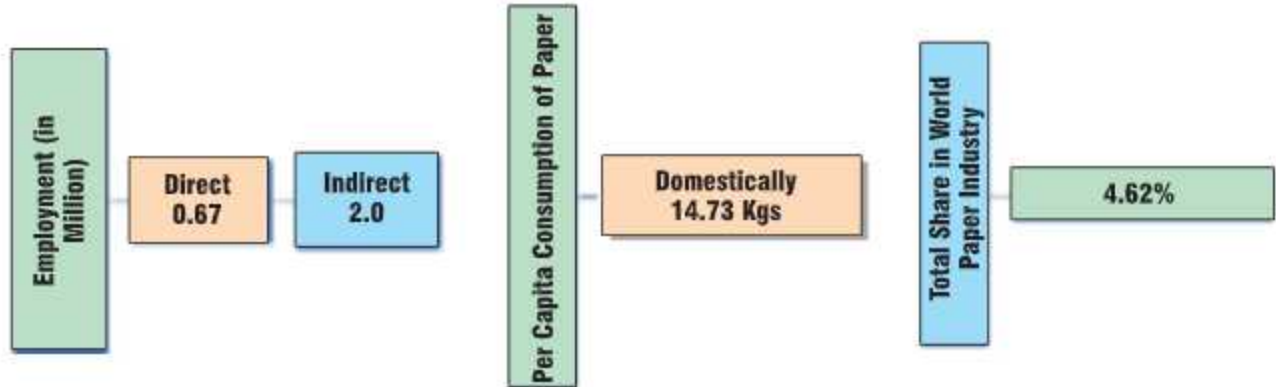 Employment (in
Million)
Direct
0.67
Indirect
2.0
Per Capita Consumption of Paper
Domestically
14.73 Kgs
Total Share in World
Paper Industry
4.62%